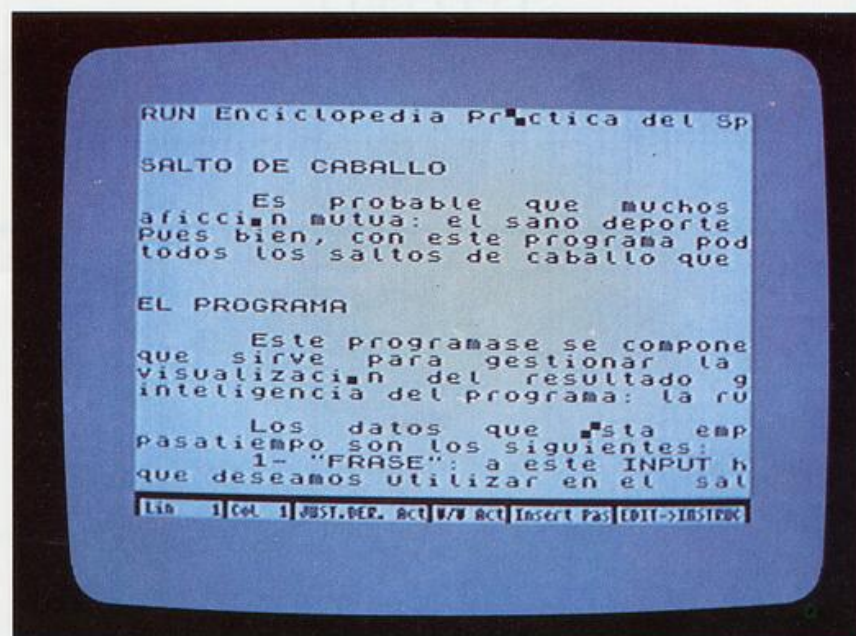 RUN Enciclopedia Pr▚ctica del Sp
SALTO DE CABALLO
Es probable que muchos
aficci▄n mutua: el sano deporte
Pues bien, con este programa pod
todos los saltos de caballo que
EL PROGRAMA
Este programase se compone
que sirve para gestionar la
visualizaci▄n del resultado g
inteligencia del programa: la ru
Los datos que ▞sta emp
pasatiempo son los siguientes:
1- "FRASE": a este INPUT h
que deseamos utilizar en el sal
Lin 1 Col 1 JUST.DER. Act W/W Act Insert Pas EDIT->INSTRUC